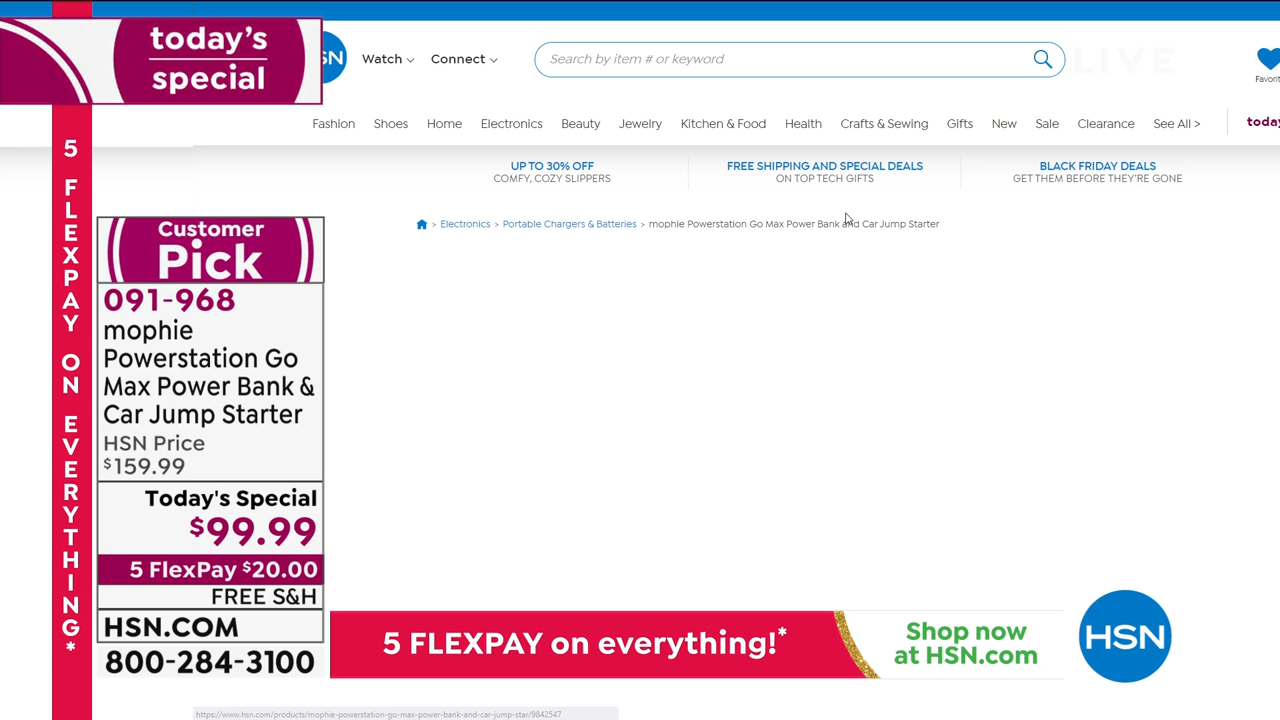 today's
special
SN
Watch
Connect
Search by item # or keyword
LIVE
Favorit
Fashion
Shoes
Home
Electronics
Beauty
Jewelry
Kitchen & Food
Health
Crafts & Sewing
Gifts
New
Sale
Clearance
See All >
today
UP TO 30% OFF
COMFY, COZY SLIPPERS
FREE SHIPPING AND SPECIAL DEALS
ON TOP TECH GIFTS
BLACK FRIDAY DEALS
GET THEM BEFORE THEY'RE GONE
> Electronics > Portable Chargers & Batteries > mophie Powerstation Go Max Power Bank and Car Jump Starter
5 FLEXPAY ON EVERYTHING*
Customer
Pick
091-968
mophie
Powerstation Go
Max Power Bank &
Car Jump Starter
HSN Price
$159.99
Today's Special
$99.99
5 FlexPay $20.00
FREE S&H
HSN.COM
800-284-3100
5 FLEXPAY on everything!*
Shop now
at HSN.com
HSN
https://www.hsn.com/products/mophie-powerstation-go-max-power-bank-and-car-jump-star/9842547